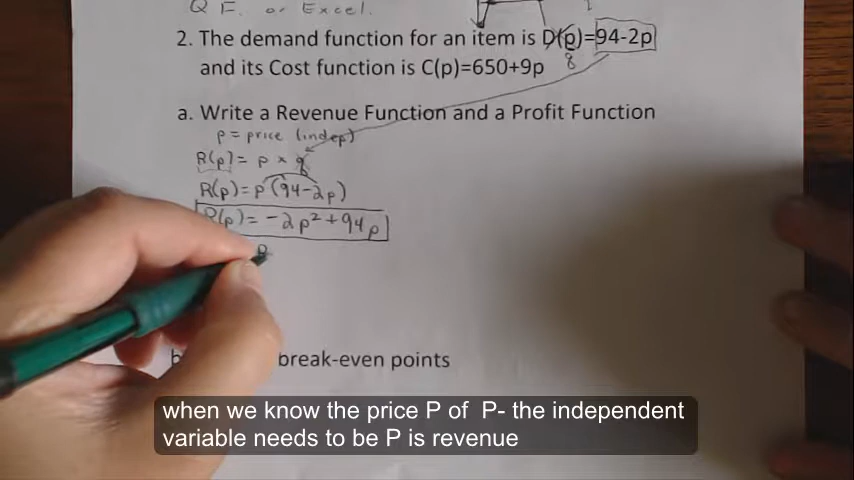 Q F. or Excel.
2. The demand function for an item is D(p)=94-2p
8
and its Cost function is C(p)=650+9p
a. Write a Revenue Function and a Profit Function
p = price (indep)
R(p) = p × q
R(p) = p (94-2p)
R(p) = -2p² + 94p
P
break-even points
when we know the price P of P- the independent
variable needs to be P is revenue